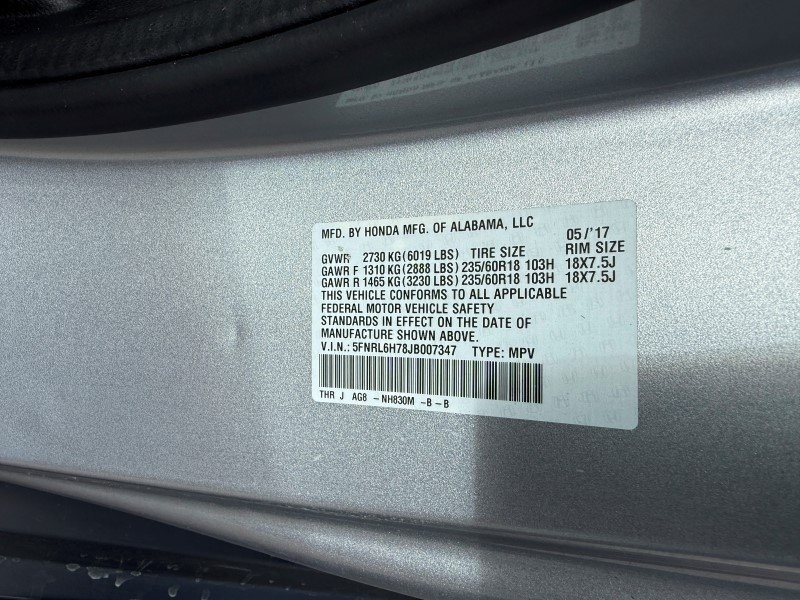 MFD. BY HONDA MFG. OF ALABAMA, LLC 05/'17
GVWR 2730 KG(6019 LBS) TIRE SIZE RIM SIZE
GAWR F 1310 KG(2888 LBS) 235/60R18 103H 18X7.5J
GAWR R 1465 KG(3230 LBS) 235/60R18 103H 18X7.5J
THIS VEHICLE CONFORMS TO ALL APPLICABLE
FEDERAL MOTOR VEHICLE SAFETY
STANDARDS IN EFFECT ON THE DATE OF
MANUFACTURE SHOWN ABOVE.
V.I.N.: 5FNRL6H78JB007347 TYPE: MPV
THR J AG8 -NH830M -B-B